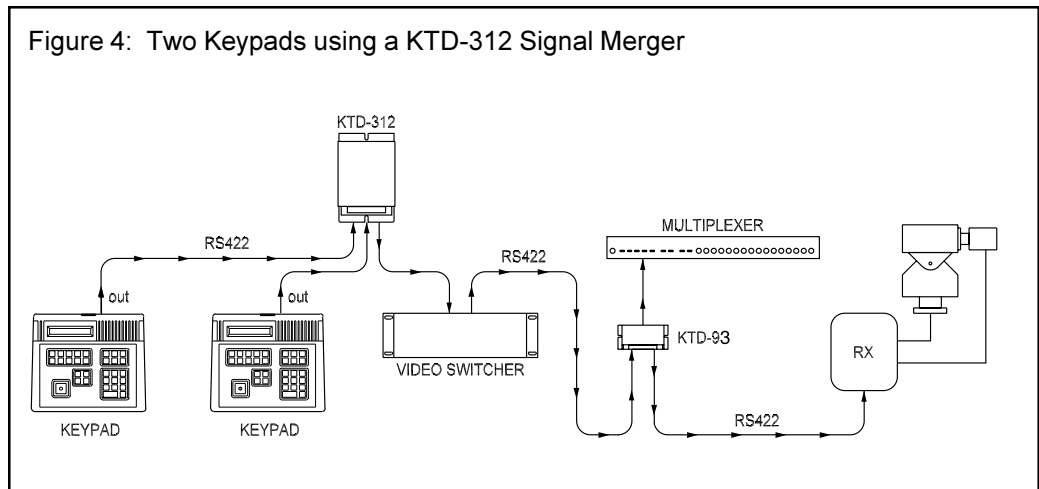 Figure 4: Two Keypads using a KTD-312 Signal Merger
KTD-312
MULTIPLEXER
RS422
RS422
out
out
KTD-93
RX
VIDEO SWITCHER
RS422
KEYPAD
KEYPAD